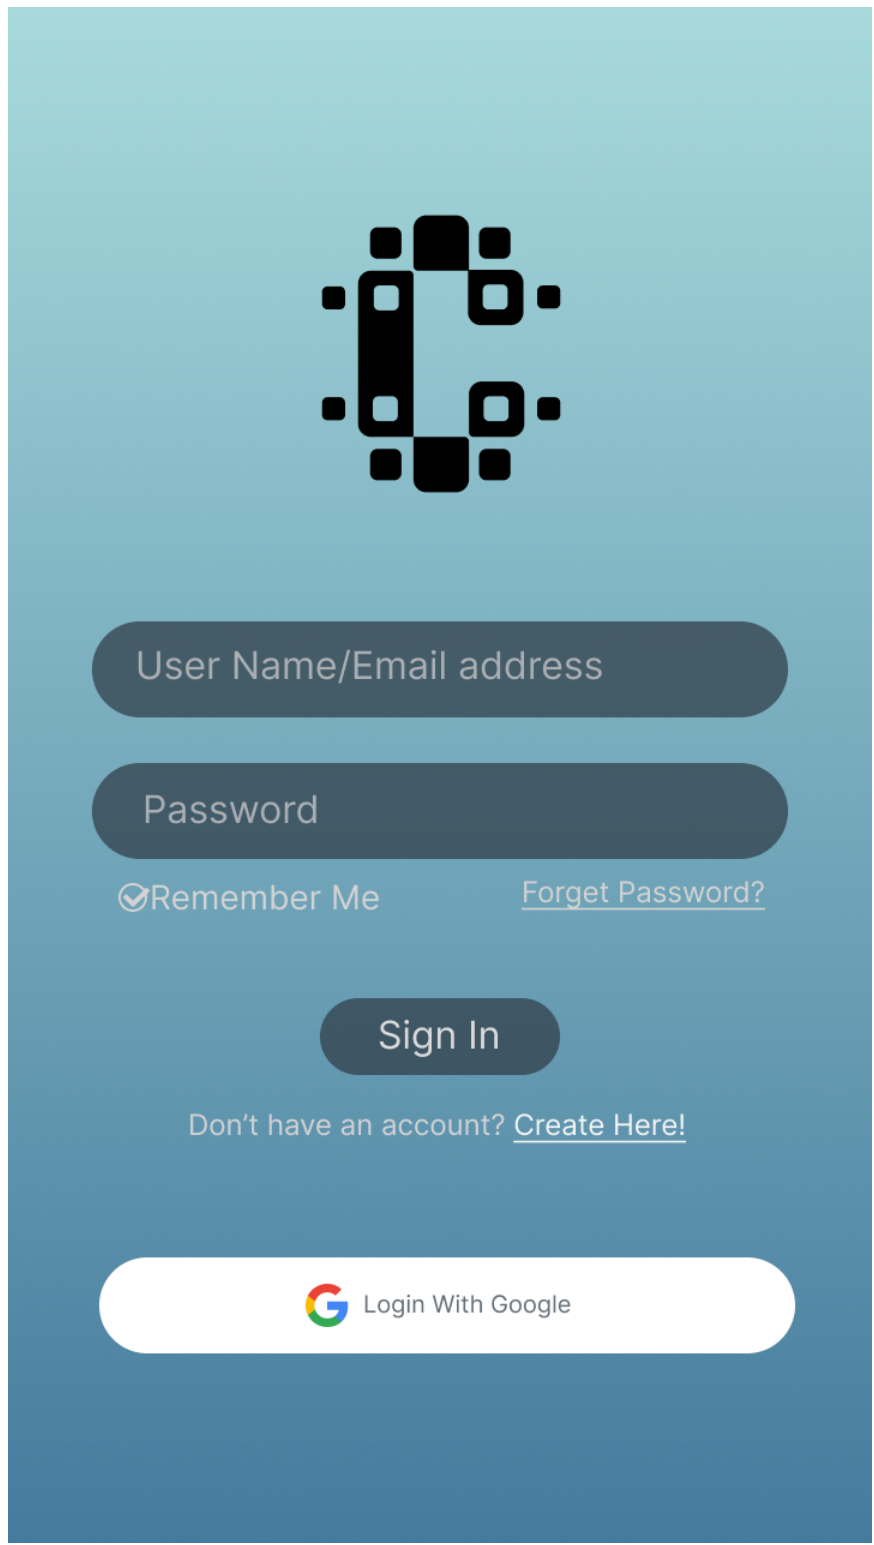 User Name/Email address
Password
Remember Me
Forget Password?
Sign In
Don’t have an account? Create Here!
Login With Google